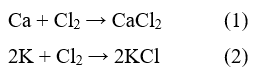 Ca + Cl₂ → CaCl₂ (1)
2K + Cl₂ → 2KCl (2)